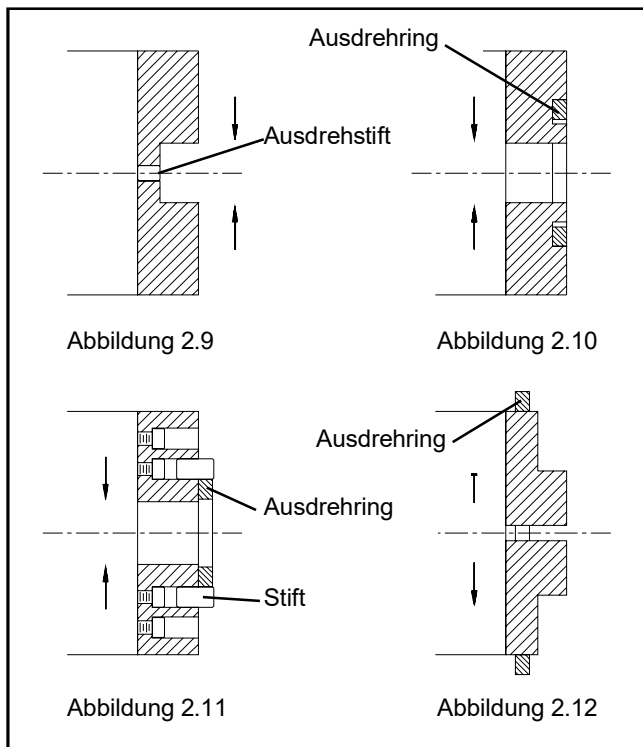 Ausdrehring
Ausdrehstift
Abbildung 2.9
Abbildung 2.10
Ausdrehring
Ausdrehring
Stift
Abbildung 2.11
Abbildung 2.12